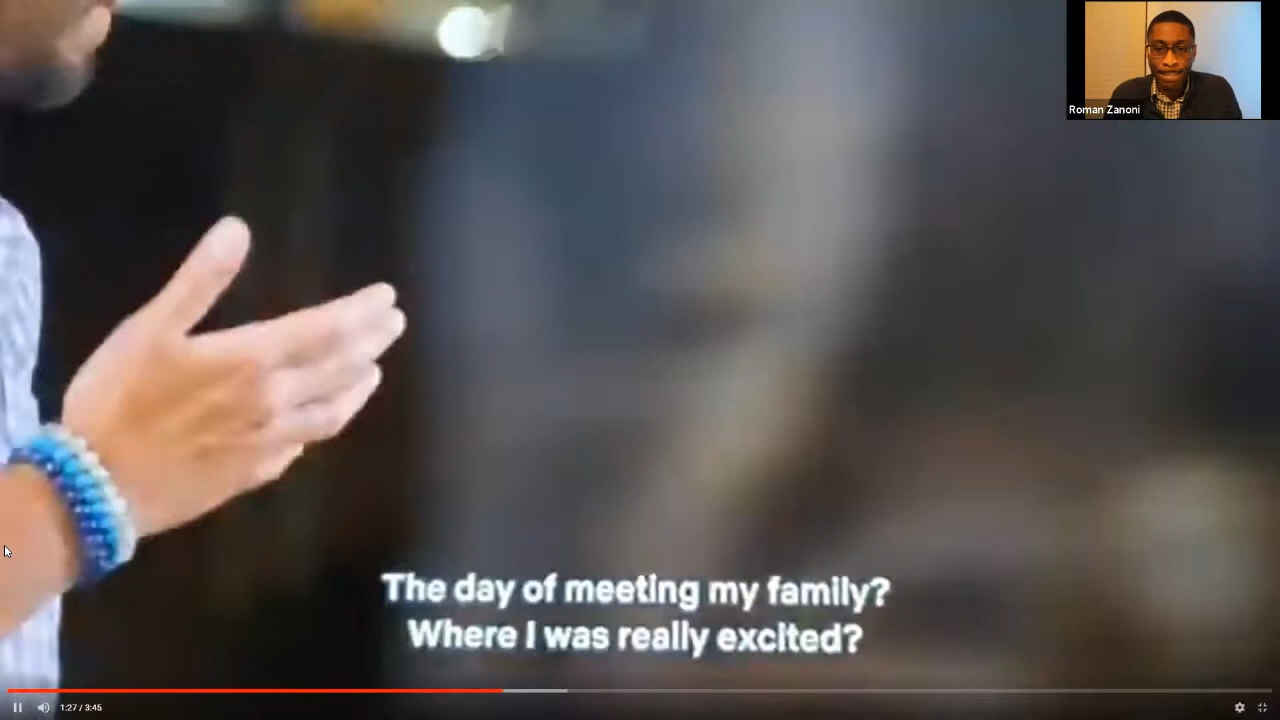 Roman Zanoni
The day of meeting my family?
Where I was really excited?
1:27 / 3:45